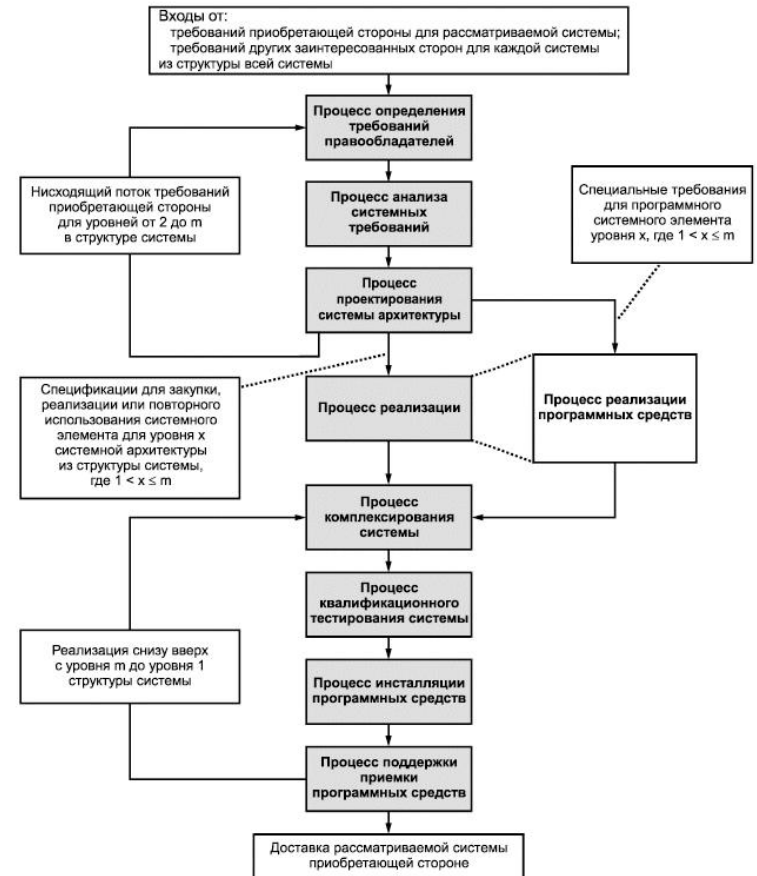 Входы от:
требований приобретающей стороны для рассматриваемой системы;
требований других заинтересованных сторон для каждой системы
из структуры всей системы
Процесс определения
требований
правообладателей
Нисходящий поток требований
приобретающей стороны
для уровней от 2 до m
в структуре системы
Процесс анализа
системных
требований
Специальные требования
для программного
системного элемента
уровня x, где 1 < x ≤ m
Процесс
проектирования
системы архитектуры
Спецификации для закупки,
реализации или повторного
использования системного
элемента для уровня x
системной архитектуры
из структуры системы,
где 1 < x ≤ m
Процесс реализации
Процесс реализации
программных средств
Процесс
комплексирования
системы
Процесс
квалификационного
тестирования системы
Реализация снизу вверх
с уровня m до уровня 1
структуры системы
Процесс инсталляции
программных средств
Процесс поддержки
приемки
программных средств
Доставка рассматриваемой системы
приобретающей стороне